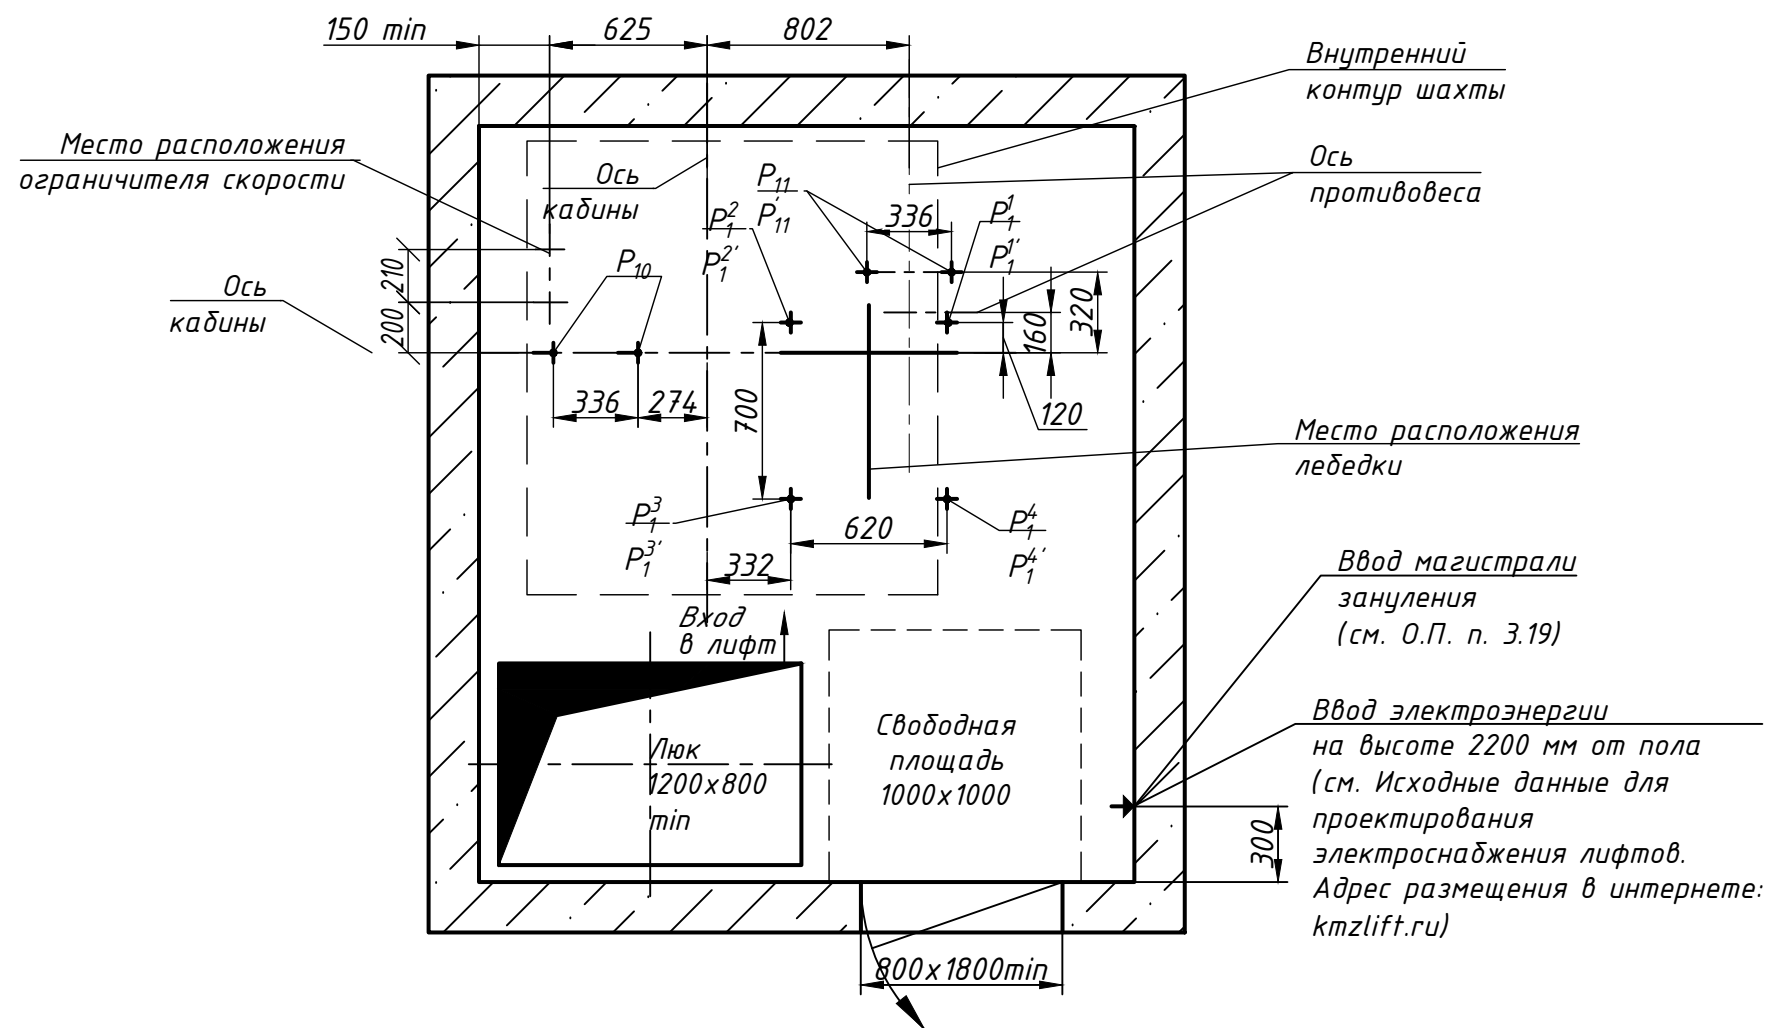 150 min
625
802
Внутренний
контур шахты
Место расположения
ограничителя скорости
Ось
кабины
P₁₁
P'₁₁
Ось
противовеса
P₁²
P₁²'
336
P₁¹
P₁¹'
210
200
P₁₀
Ось
кабины
320
160
120
336
274
700
Место расположения
лебедки
P₁³
P₁³'
620
P₁⁴
P₁⁴'
332
Ввод магистрали
зануления
(см. О.П. п. 3.19)
Вход
в лифт
Люк
1200х800
min
Свободная
площадь
1000х1000
Ввод электроэнергии
на высоте 2200 мм от пола
(см. Исходные данные для
проектирования
электроснабжения лифтов.
Адрес размещения в интернете:
kmzlift.ru)
300
800х1800min